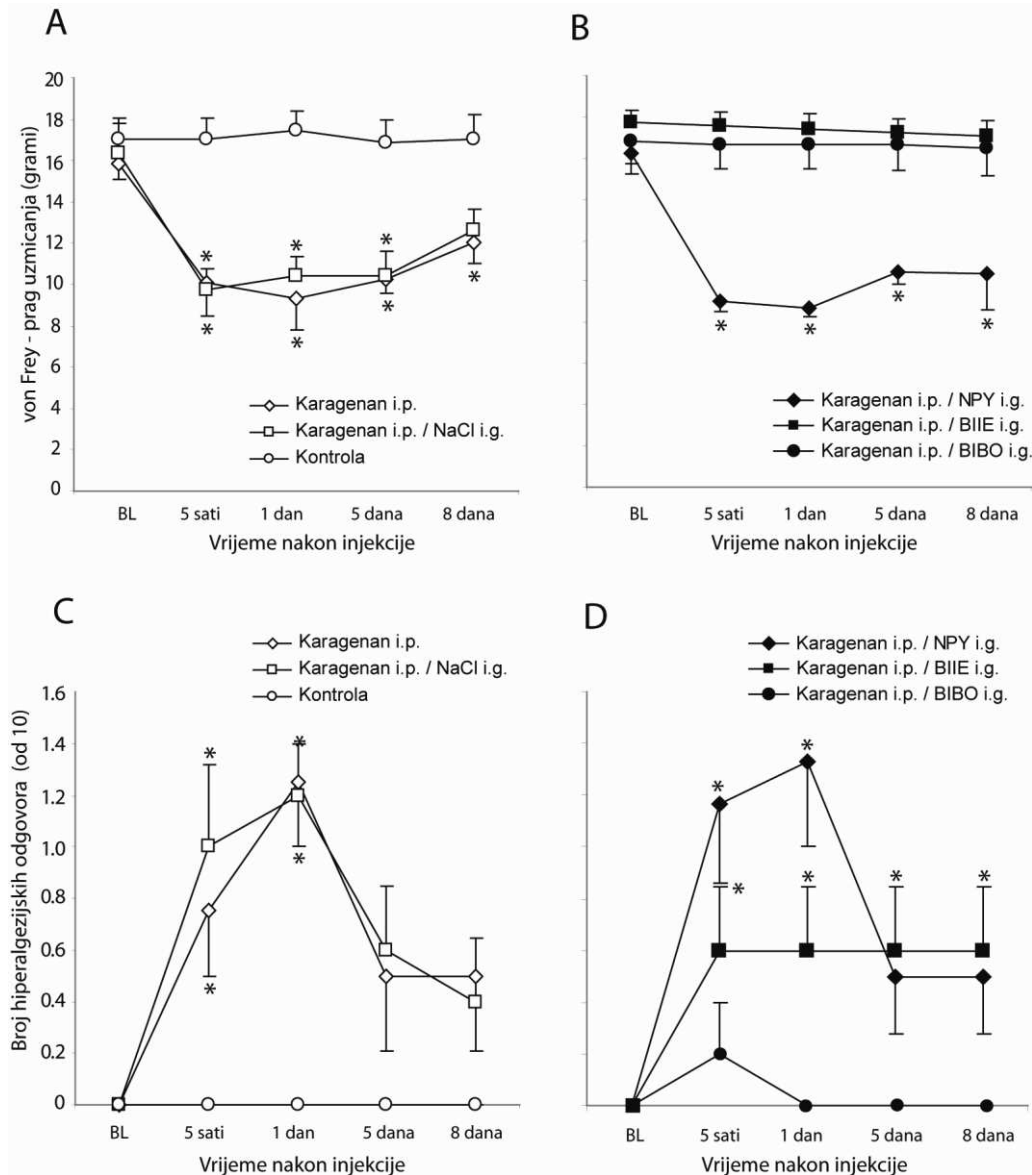 A
von Frey - prag uzmicanja (grami)
20
18
16
14
12
10
8
6
4
2
0
* * *
* * * *
Karagenan i.p.
Karagenan i.p. / NaCl i.g.
Kontrola
BL 5 sati 1 dan 5 dana 8 dana
Vrijeme nakon injekcije
B
* * * *
Karagenan i.p. / NPY i.g.
Karagenan i.p. / BIIE i.g.
Karagenan i.p. / BIBO i.g.
BL 5 sati 1 dan 5 dana 8 dana
Vrijeme nakon injekcije
C
Karagenan i.p.
Karagenan i.p. / NaCl i.g.
Kontrola
Broj hiperalgezijskih odgovora (od 10)
1.6
1.4
1.2
1.0
0.8
0.6
0.4
0.2
0
* *
* *
BL 5 sati 1 dan 5 dana 8 dana
Vrijeme nakon injekcije
D
Karagenan i.p. / NPY i.g.
Karagenan i.p. / BIIE i.g.
Karagenan i.p. / BIBO i.g.
* *
* * * *
BL 5 sati 1 dan 5 dana 8 dana
Vrijeme nakon injekcije